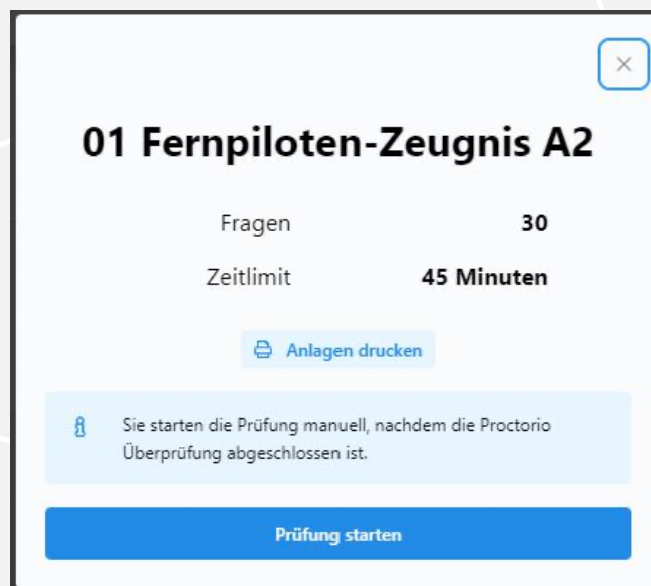 01 Fernpiloten-Zeugnis A2
Fragen 30
Zeitlimit 45 Minuten
Anlagen drucken
Sie starten die Prüfung manuell, nachdem die Proctorio
Überprüfung abgeschlossen ist.
Prüfung starten